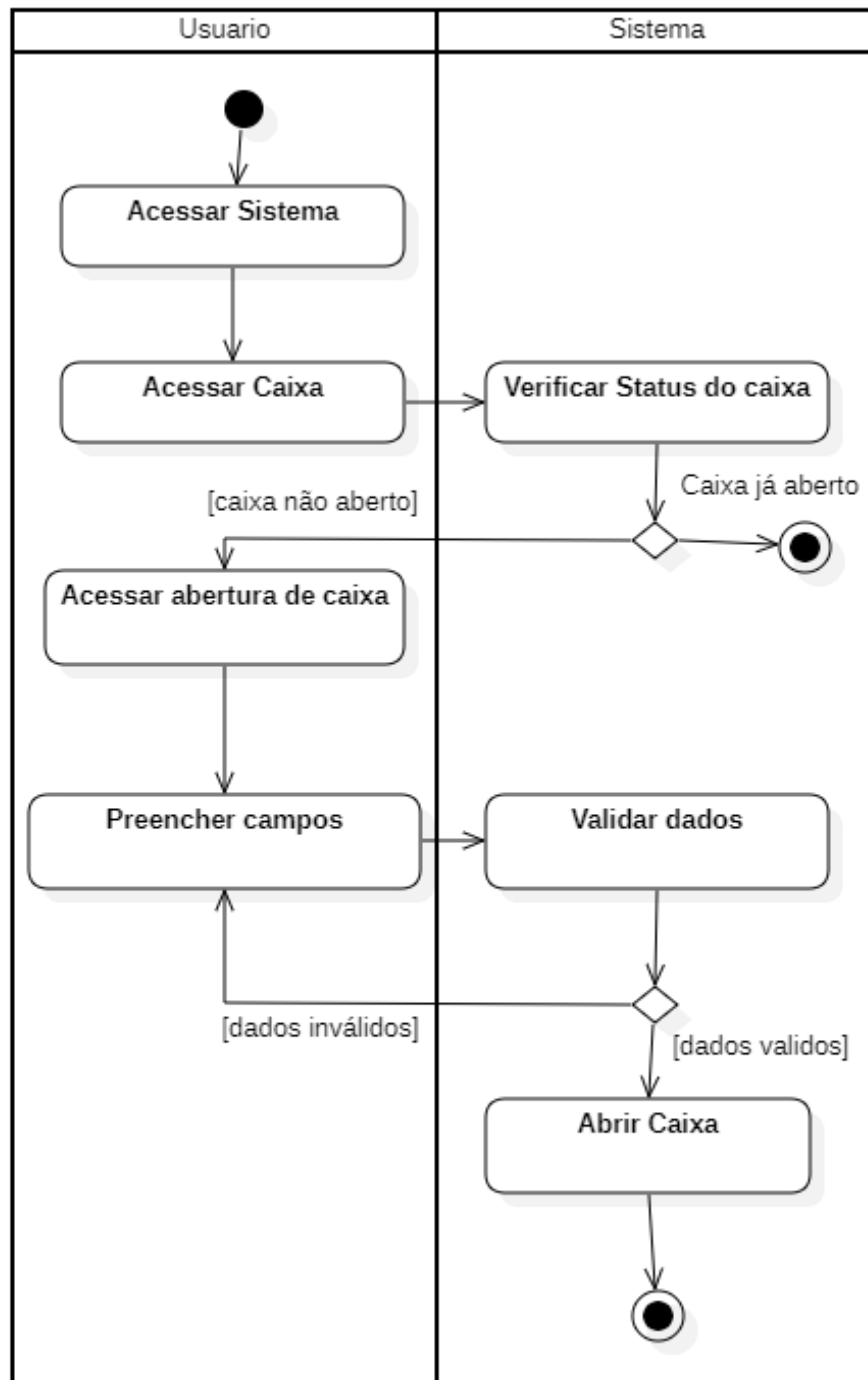 Usuario
Sistema
Acessar Sistema
Acessar Caixa
Verificar Status do caixa
[caixa não aberto]
Caixa já aberto
Acessar abertura de caixa
Preencher campos
Validar dados
[dados inválidos]
[dados validos]
Abrir Caixa